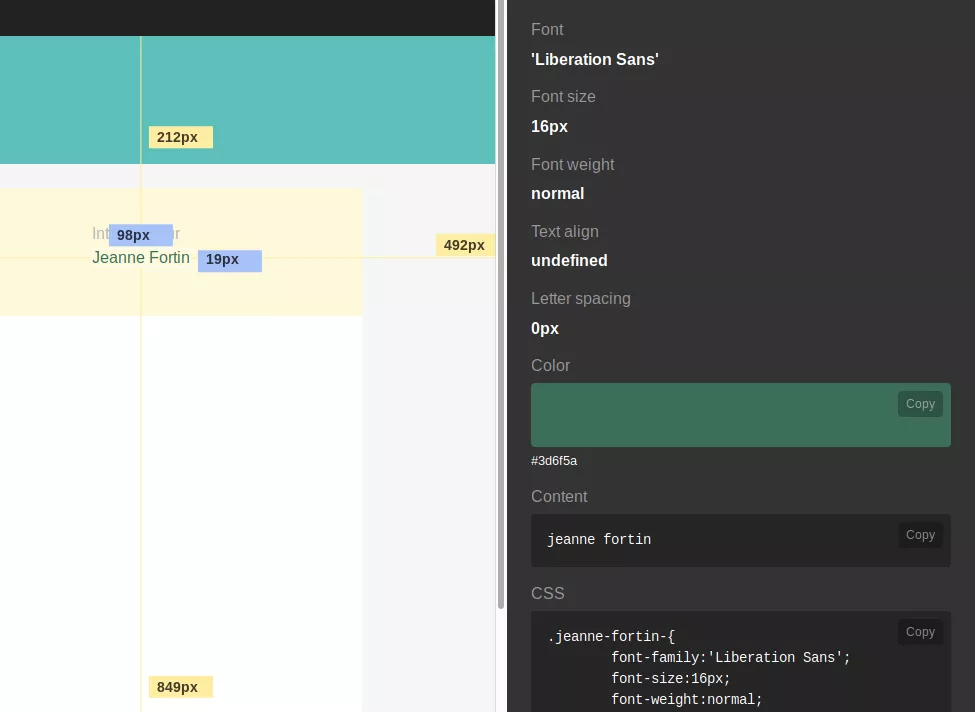 212px
Int
98px
ur
492px
Jeanne Fortin
19px
849px
Font
'Liberation Sans'
Font size
16px
Font weight
normal
Text align
undefined
Letter spacing
0px
Color
Copy
#3d6f5a
Content
jeanne fortin
Copy
CSS
Copy
.jeanne-fortin-{
font-family:'Liberation Sans';
font-size:16px;
font-weight:normal;